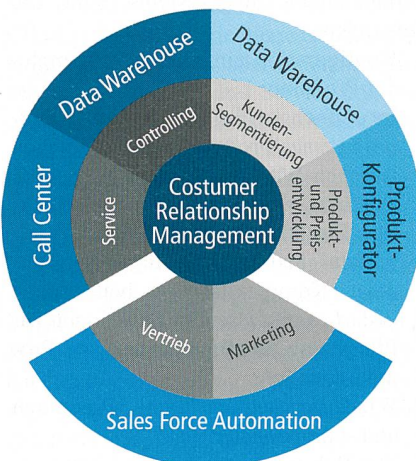 Data Warehouse
Data Warehouse
Controlling
Kunden-
Segmentierung
Call Center
Service
Costumer
Relationship
Management
Produkt-
und Preis-
entwicklung
Produkt-
Konfigurator
Vertrieb
Marketing
Sales Force Automation